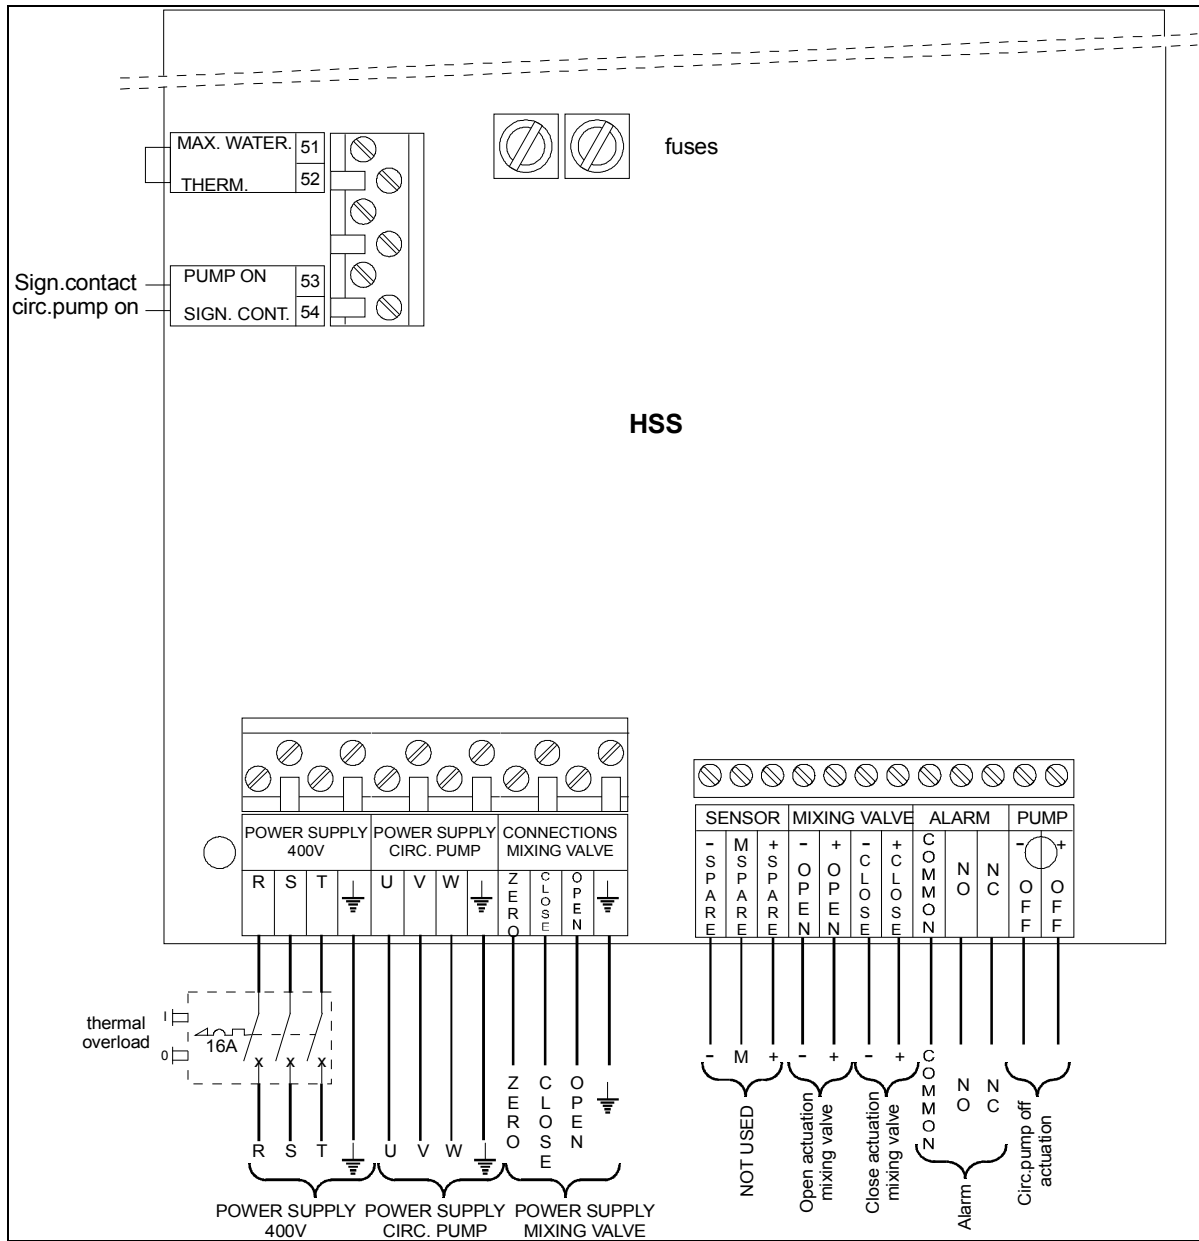 MAX. WATER. 51
THERM. 52
fuses
Sign.contact
circ.pump on
PUMP ON 53
SIGN. CONT. 54
HSS
POWER SUPPLY
400V
POWER SUPPLY
CIRC. PUMP
CONNECTIONS
MIXING VALVE
R S T U V W ZERO CLOSE OPEN
SENSOR MIXING VALVE ALARM PUMP
-SPARE MSPARE +SPARE -OPEN +OPEN -CLOSE +CLOSE COMMON NO NC -OFF +OFF
thermal
overload
I
0
16A
x x x
R S T U V W ZERO CLOSE OPEN
- M + - + - + COMMON NO NC
POWER SUPPLY
400V
POWER SUPPLY
CIRC. PUMP
POWER SUPPLY
MIXING VALVE
NOT USED
Open actuation
mixing valve
Close actuation
mixing valve
Alarm
Circ.pump off
actuation